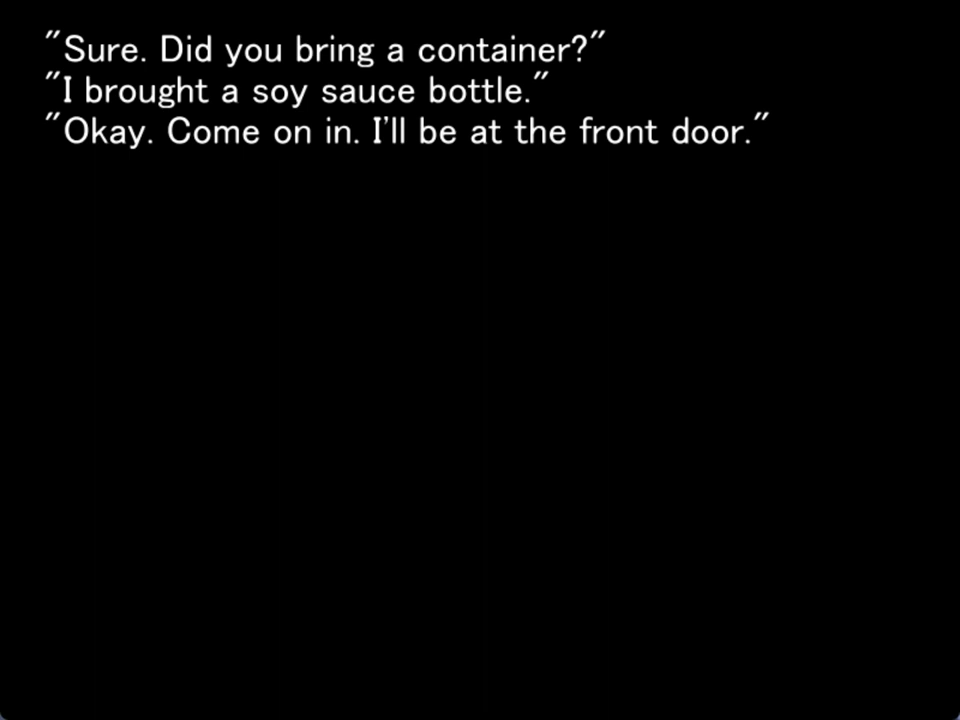 "Sure. Did you bring a container?"
"I brought a soy sauce bottle."
"Okay. Come on in. I'll be at the front door."